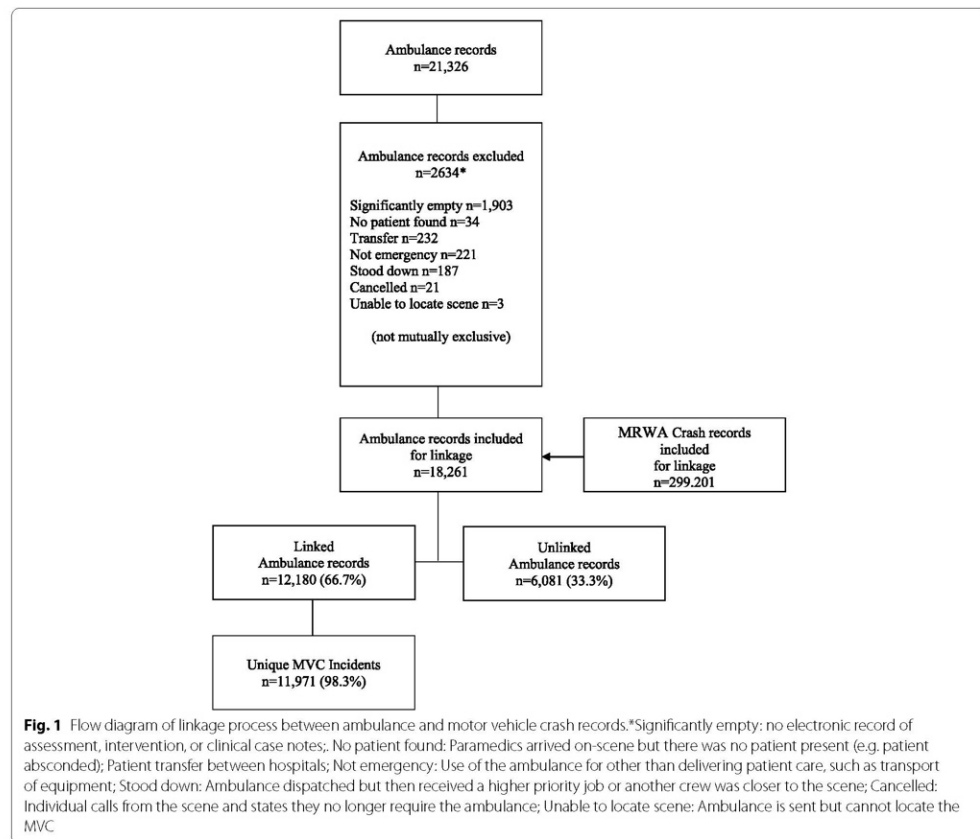 Ambulance records
n=21,326
Ambulance records excluded
n=2634*
Significantly empty n=1,903
No patient found n=34
Transfer n=232
Not emergency n=221
Stood down n=187
Cancelled n=21
Unable to locate scene n=3
(not mutually exclusive)
Ambulance records included
for linkage
n=18,261
MRWA Crash records
included
for linkage
n=299.201
Linked
Ambulance records
n=12,180 (66.7%)
Unlinked
Ambulance records
n=6,081 (33.3%)
Unique MVC Incidents
n=11,971 (98.3%)
Fig. 1 Flow diagram of linkage process between ambulance and motor vehicle crash records.*Significantly empty: no electronic record of
assessment, intervention, or clinical case notes;. No patient found: Paramedics arrived on-scene but there was no patient present (e.g. patient
absconded); Patient transfer between hospitals; Not emergency: Use of the ambulance for other than delivering patient care, such as transport
of equipment; Stood down: Ambulance dispatched but then received a higher priority job or another crew was closer to the scene; Cancelled:
Individual calls from the scene and states they no longer require the ambulance; Unable to locate scene: Ambulance is sent but cannot locate the
MVC